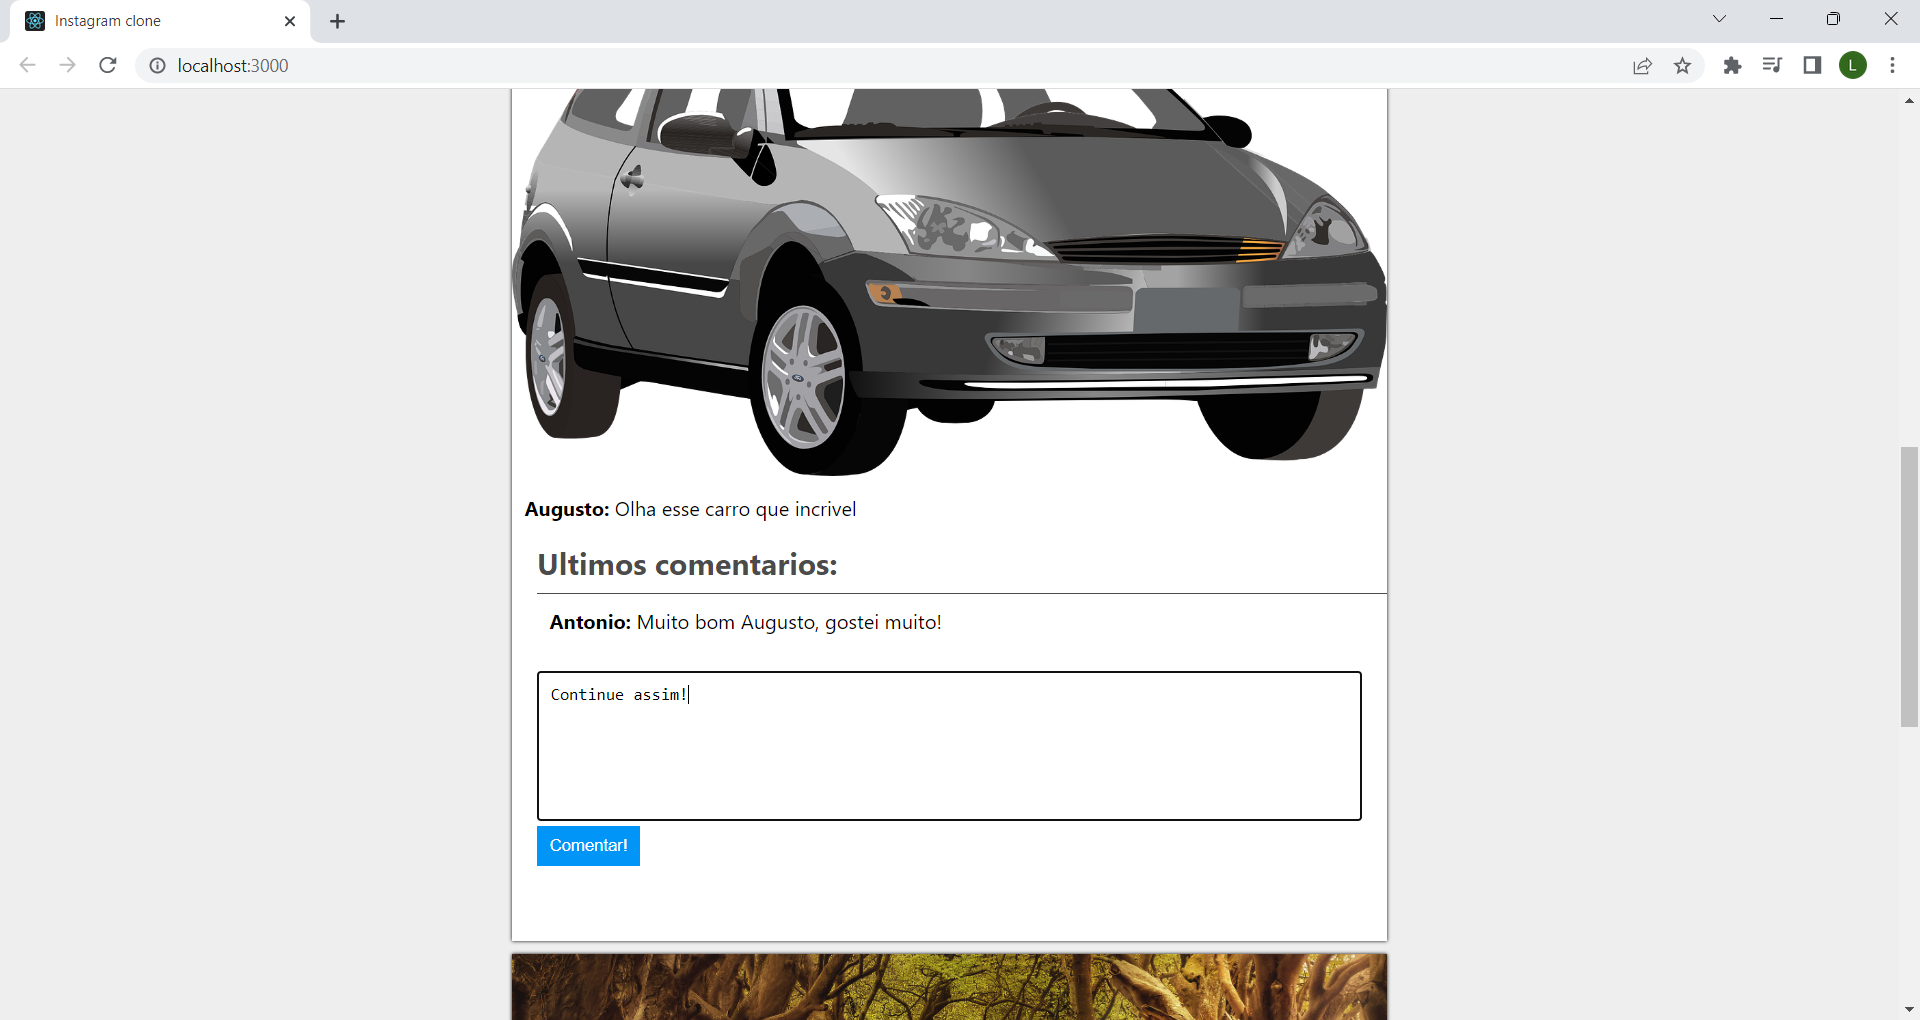 Instagram clone
localhost:3000
L
Augusto: Olha esse carro que incrivel
Ultimos comentarios:
Antonio: Muito bom Augusto, gostei muito!
Continue assim!
Comentar!